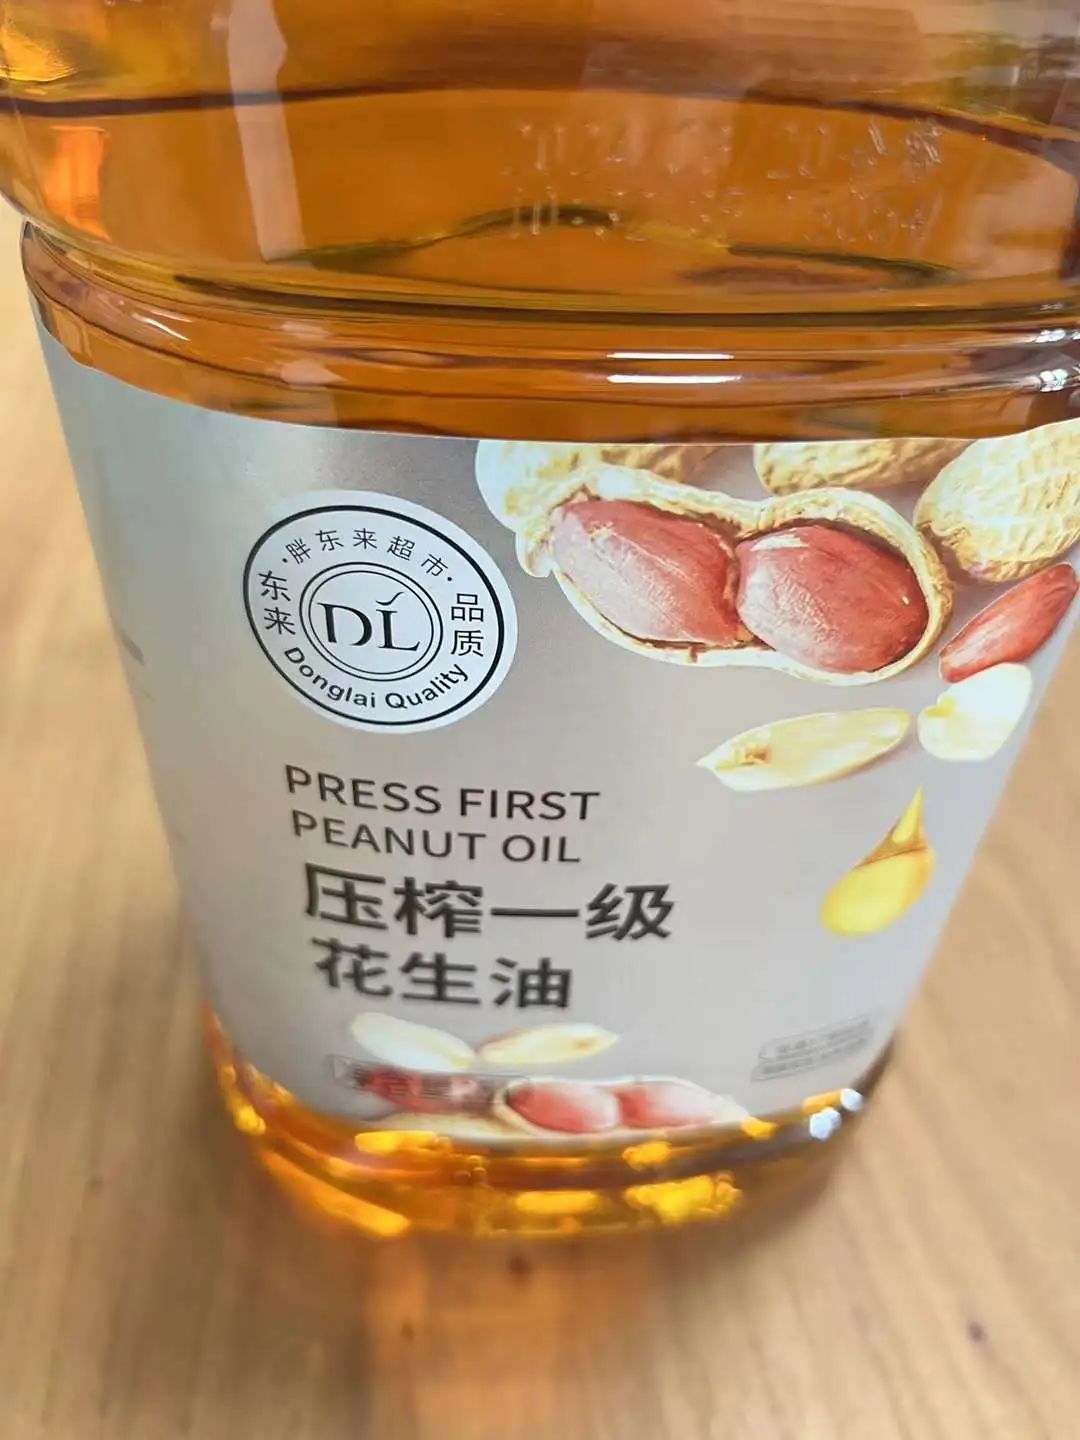 ·胖东来超市·
东来
DL
品质
Donglai Quality
PRESS FIRST
PEANUT OIL
压榨一级
花生油